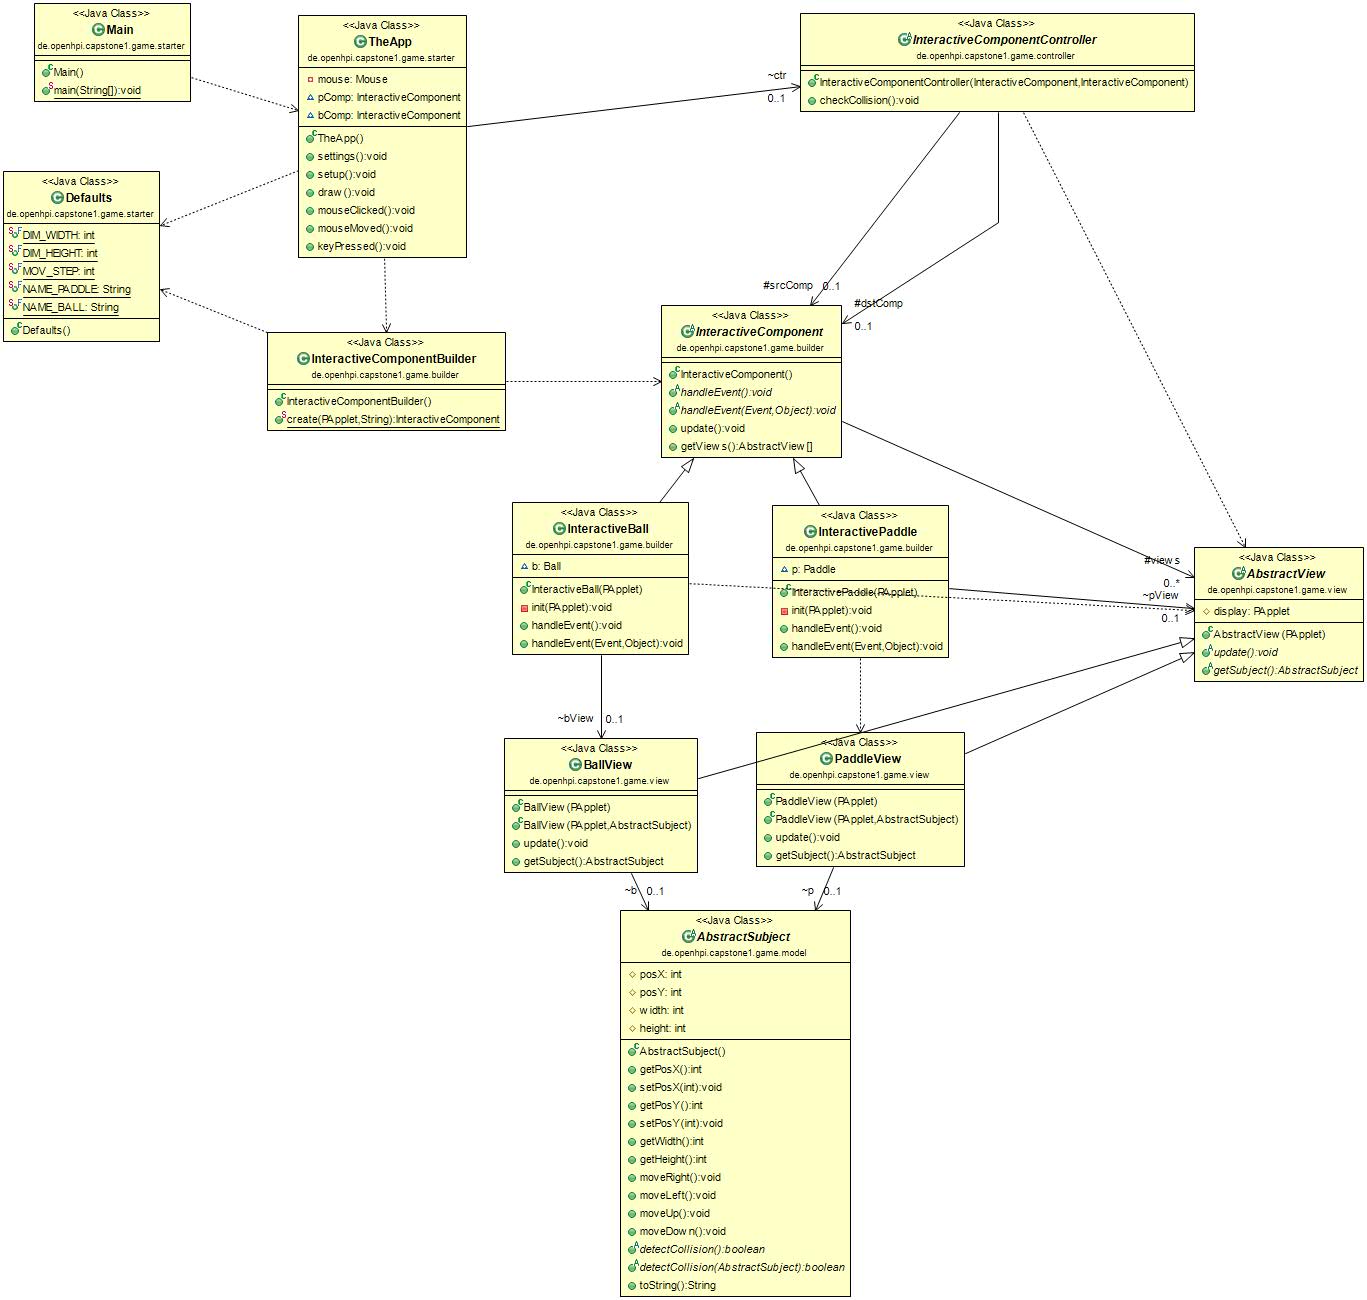 <<Java Class>>
Main
de.openhpi.capstone1.game.starter
Main()
main(String[]):void
<<Java Class>>
TheApp
de.openhpi.capstone1.game.starter
mouse: Mouse
pComp: InteractiveComponent
bComp: InteractiveComponent
TheApp()
settings():void
setup():void
draw():void
mouseClicked():void
mouseMoved():void
keyPressed():void
~ctr
0..1
<<Java Class>>
InteractiveComponentController
de.openhpi.capstone1.game.controller
InteractiveComponentController(InteractiveComponent,InteractiveComponent)
checkCollision():void
<<Java Class>>
Defaults
de.openhpi.capstone1.game.starter
DIM_WIDTH: int
DIM_HEIGHT: int
MOV_STEP: int
NAME_PADDLE: String
NAME_BALL: String
Defaults()
<<Java Class>>
InteractiveComponentBuilder
de.openhpi.capstone1.game.builder
InteractiveComponentBuilder()
create(PApplet,String):InteractiveComponent
#srcComp
0..1
#dstComp
0..1
<<Java Class>>
InteractiveComponent
de.openhpi.capstone1.game.builder
InteractiveComponent()
handleEvent():void
handleEvent(Event,Object):void
update():void
getViews():AbstractView[]
<<Java Class>>
InteractiveBall
de.openhpi.capstone1.game.builder
b: Ball
InteractiveBall(PApplet)
init(PApplet):void
handleEvent():void
handleEvent(Event,Object):void
<<Java Class>>
InteractivePaddle
de.openhpi.capstone1.game.builder
p: Paddle
InteractivePaddle(PApplet)
init(PApplet):void
handleEvent():void
handleEvent(Event,Object):void
#views
0..*
~pView
0..1
<<Java Class>>
AbstractView
de.openhpi.capstone1.game.view
display: PApplet
AbstractView(PApplet)
update():void
getSubject():AbstractSubject
~bView
0..1
<<Java Class>>
BallView
de.openhpi.capstone1.game.view
BallView(PApplet)
BallView(PApplet,AbstractSubject)
update():void
getSubject():AbstractSubject
<<Java Class>>
PaddleView
de.openhpi.capstone1.game.view
PaddleView(PApplet)
PaddleView(PApplet,AbstractSubject)
update():void
getSubject():AbstractSubject
~b
0..1
~p
0..1
<<Java Class>>
AbstractSubject
de.openhpi.capstone1.game.model
posX: int
posY: int
width: int
height: int
AbstractSubject()
getPosX():int
setPosX(int):void
getPosY():int
setPosY(int):void
getWidth():int
getHeight():int
moveRight():void
moveLeft():void
moveUp():void
moveDown():void
detectCollision():boolean
detectCollision(AbstractSubject):boolean
toString():String